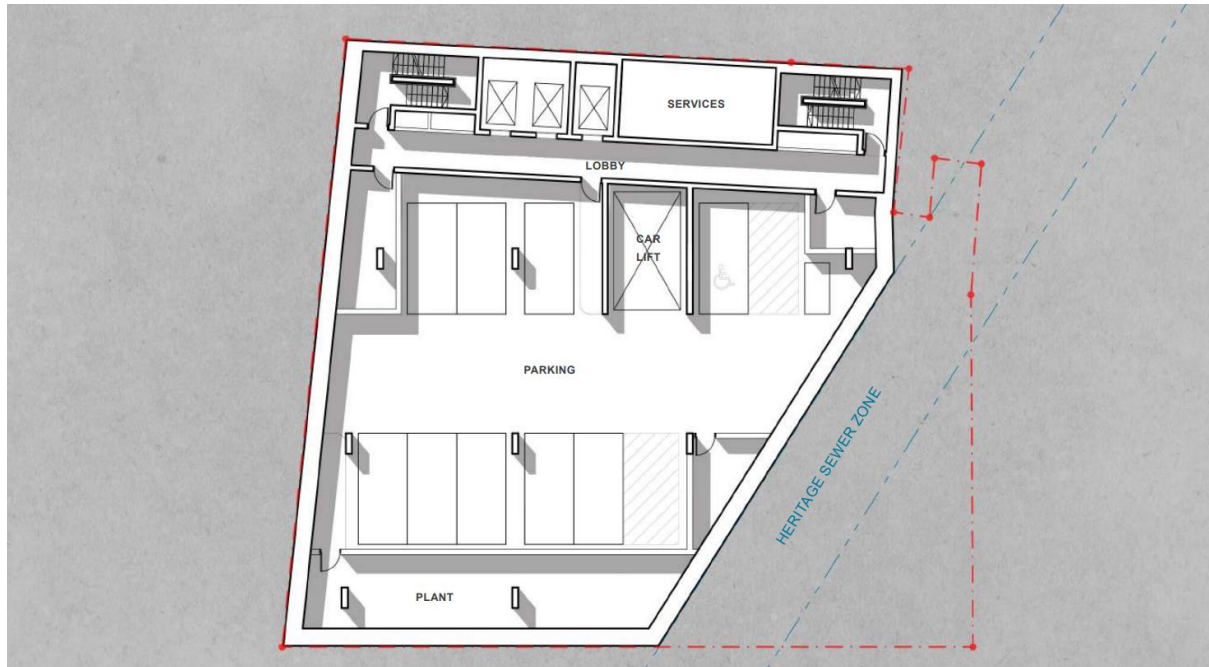 SERVICES
LOBBY
CAR
LIFT
PARKING
HERITAGE SEWER ZONE
PLANT